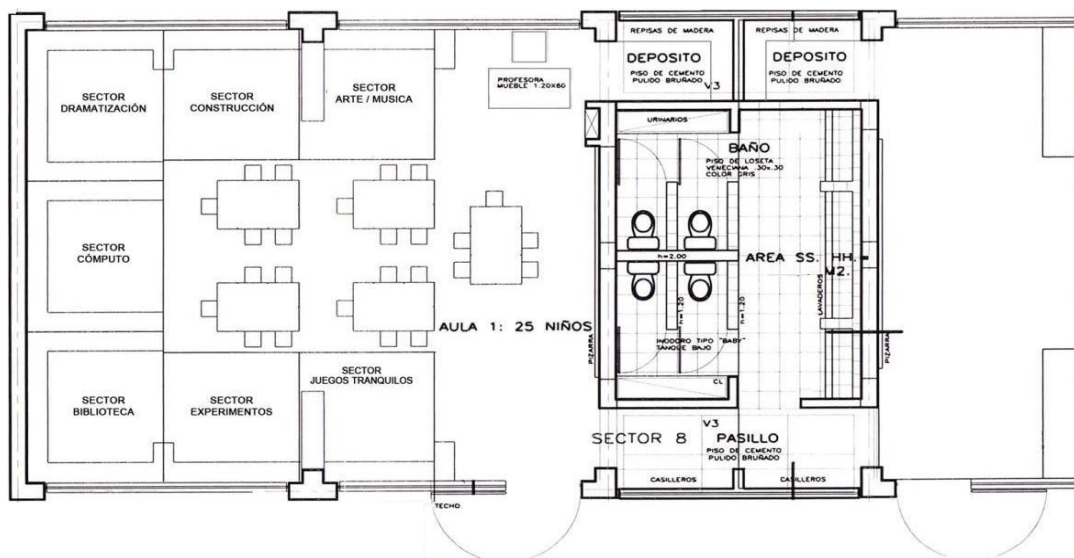 REPISAS DE MADERA
REPISAS DE MADERA
DEPOSITO
DEPOSITO
PISO DE CEMENTO
PULIDO BRUÑADO
PISO DE CEMENTO
PULIDO BRUÑADO
V3
SECTOR
DRAMATIZACIÓN
SECTOR
CONSTRUCCIÓN
SECTOR
ARTE / MUSICA
PROFESORA
MUEBLE 1.20X60
URINARIOS
BAÑO
PISO DE LOSETA
VENECIANA .30x.30
COLOR GRIS
SECTOR
CÓMPUTO
h=2.00
AREA SS. HH.
M2.
LAVADEROS
h=1.20
h=1.20
AULA 1: 25 NIÑOS
PIZARRA
PIZARRA
INODORO TIPO "BABY"
TANQUE BAJO
SECTOR
BIBLIOTECA
SECTOR
EXPERIMENTOS
SECTOR
JUEGOS TRANQUILOS
CL
V3
SECTOR 8
PASILLO
PISO DE CEMENTO
PULIDO BRUÑADO
CASILLEROS
CASILLEROS
TECHO